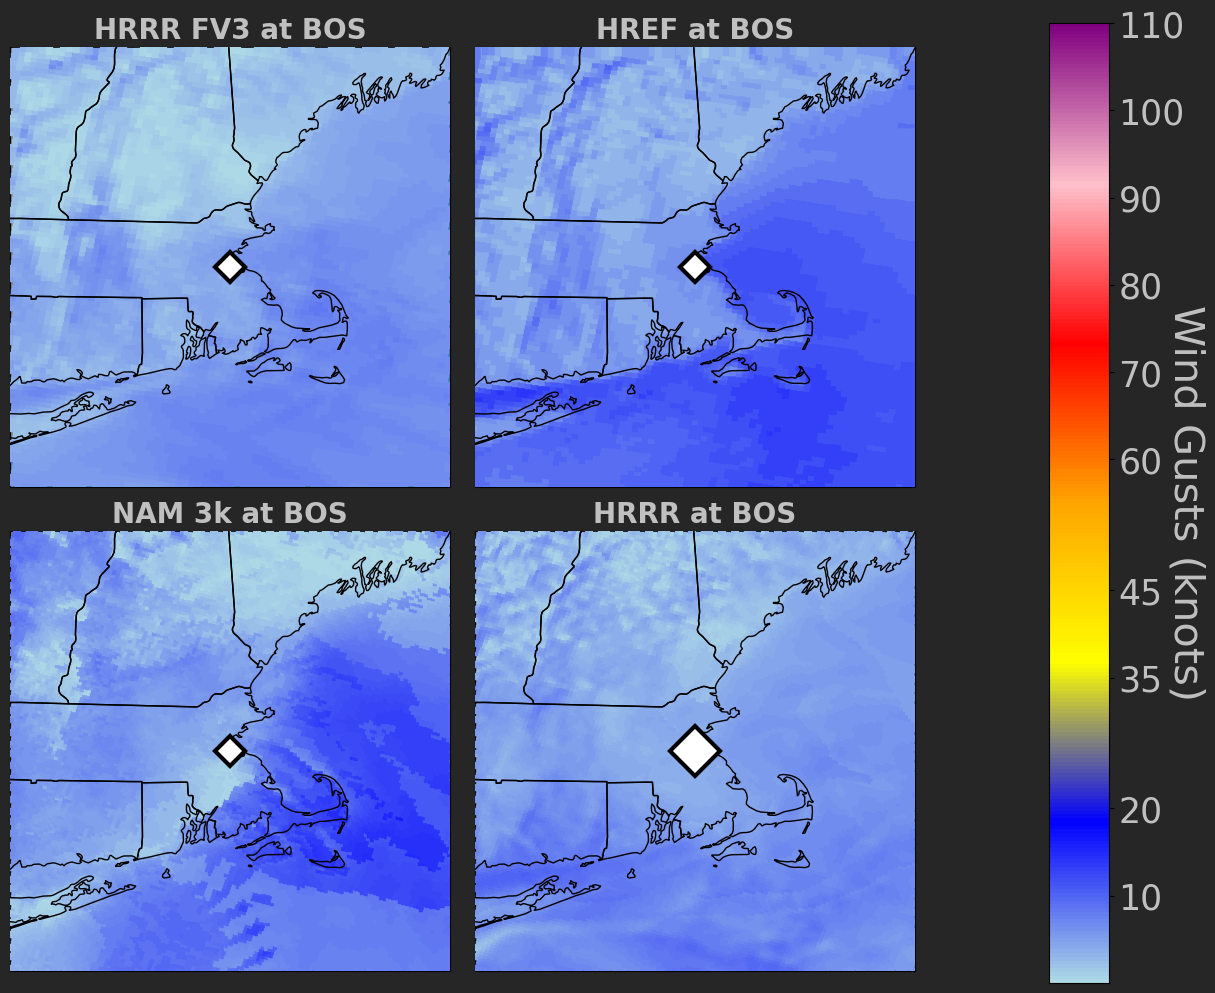 HRRR FV3 at BOS
HREF at BOS
NAM 3k at BOS
HRRR at BOS
110
100
90
80
70
60
45
35
20
10
Wind Gusts (knots)